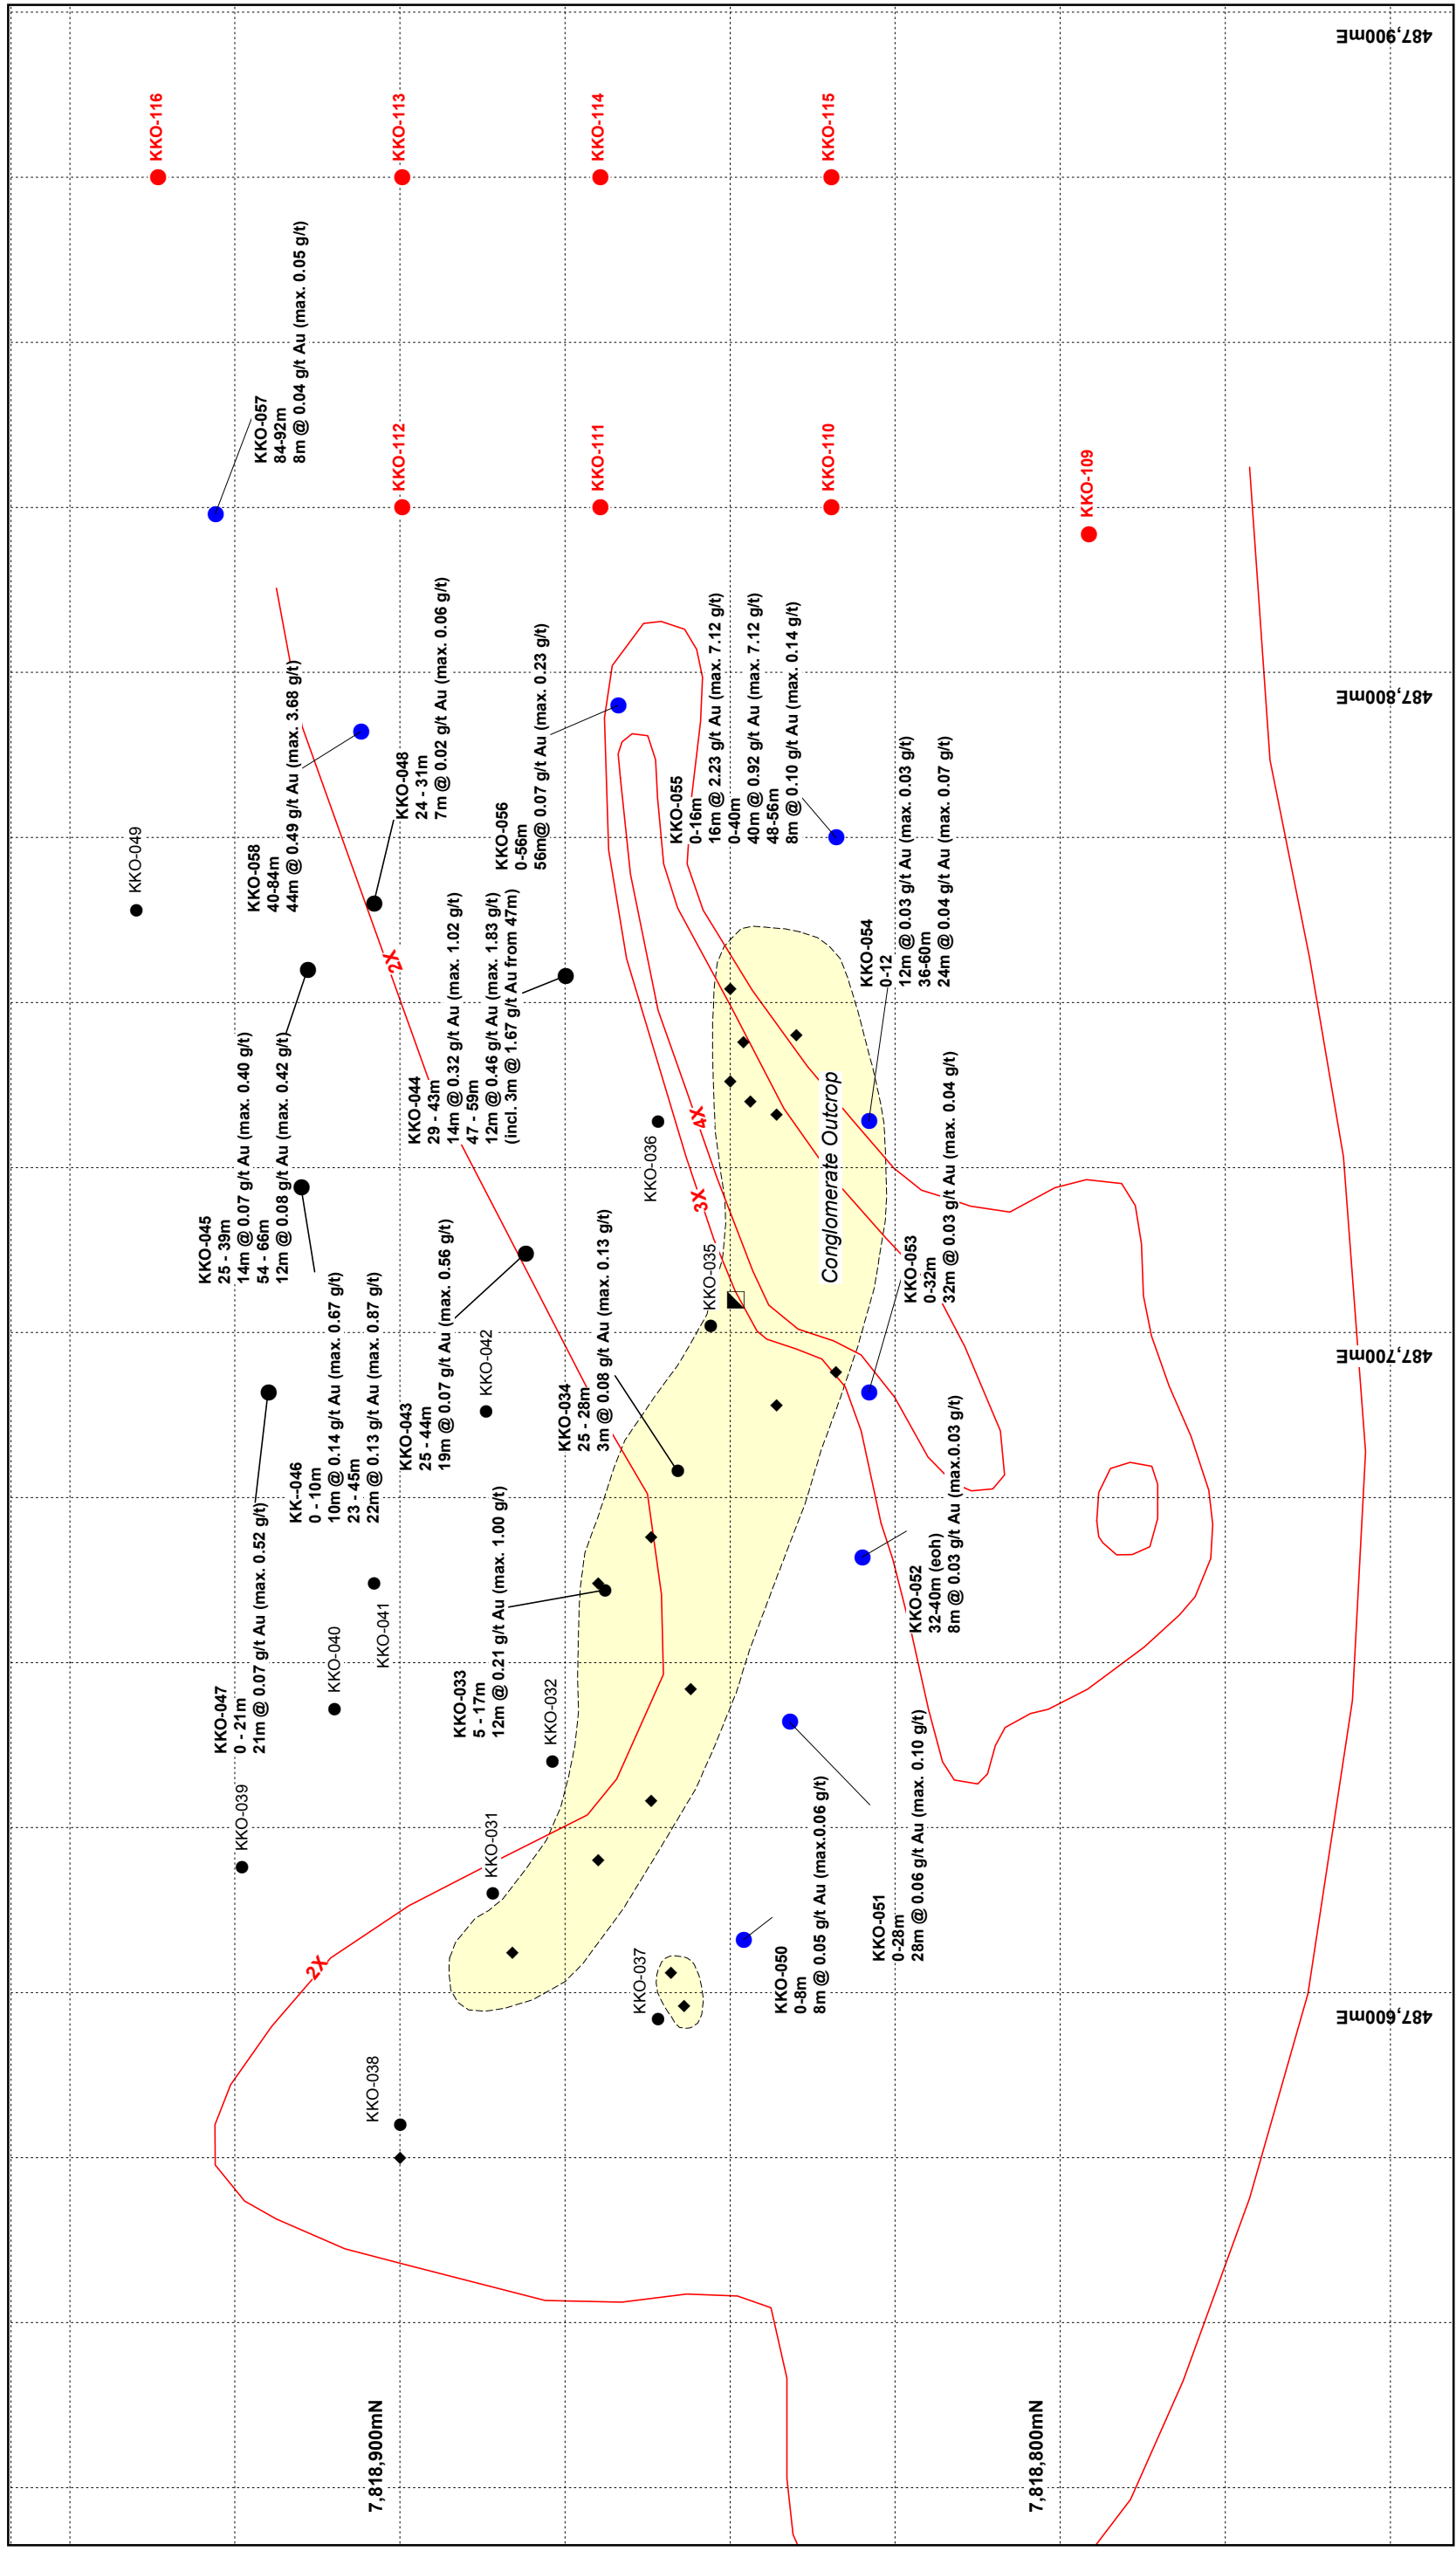 KKO-116
KKO-113
KKO-114
KKO-115
KKO-112
KKO-111
KKO-110
KKO-109
KKO-057
84-92m
8m @ 0.04 g/t Au (max. 0.05 g/t)
KKO-049
KKO-058
40-84m
44m @ 0.49 g/t Au (max. 3.68 g/t)
KKO-048
24 - 31m
7m @ 0.02 g/t Au (max. 0.06 g/t)
KKO-056
0-56m
56m@ 0.07 g/t Au (max. 0.23 g/t)
KKO-055
0-16m
16m @ 2.23 g/t Au (max. 7.12 g/t)
0-40m
40m @ 0.92 g/t Au (max. 7.12 g/t)
48-56m
8m @ 0.10 g/t Au (max. 0.14 g/t)
KKO-045
25 - 39m
14m @ 0.07 g/t Au (max. 0.40 g/t)
54 - 66m
12m @ 0.08 g/t Au (max. 0.42 g/t)
2X
KKO-044
29 - 43m
14m @ 0.32 g/t Au (max. 1.02 g/t)
47 - 59m
12m @ 0.46 g/t Au (max. 1.83 g/t)
(incl. 3m @ 1.67 g/t Au from 47m)
KKO-054
0-12
12m @ 0.03 g/t Au (max. 0.03 g/t)
36-60m
24m @ 0.04 g/t Au (max. 0.07 g/t)
KK-046
0 - 10m
10m @ 0.14 g/t Au (max. 0.67 g/t)
23 - 45m
22m @ 0.13 g/t Au (max. 0.87 g/t)
KKO-043
25 - 44m
19m @ 0.07 g/t Au (max. 0.56 g/t)
KKO-042
KKO-036
3X
4X
KKO-035
Conglomerate Outcrop
KKO-053
0-32m
32m @ 0.03 g/t Au (max. 0.04 g/t)
KKO-034
25 - 28m
3m @ 0.08 g/t Au (max. 0.13 g/t)
KKO-047
0 - 21m
21m @ 0.07 g/t Au (max. 0.52 g/t)
KKO-040
KKO-041
KKO-033
5 - 17m
12m @ 0.21 g/t Au (max. 1.00 g/t)
KKO-032
KKO-052
32-40m (eoh)
8m @ 0.03 g/t Au (max.0.03 g/t)
KKO-039
KKO-031
KKO-051
0-28m
28m @ 0.06 g/t Au (max. 0.10 g/t)
2X
KKO-037
KKO-050
0-8m
8m @ 0.05 g/t Au (max.0.06 g/t)
KKO-038
7,818,900mN
7,818,800mN
487,900mE
487,800mE
487,700mE
487,600mE